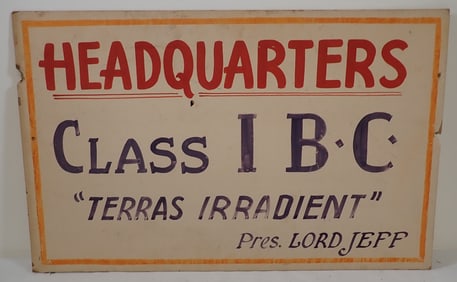 HEADQUARTERS
CLASS I B·C·
"TERRAS IRRADIENT"
Pres. LORD JEFF